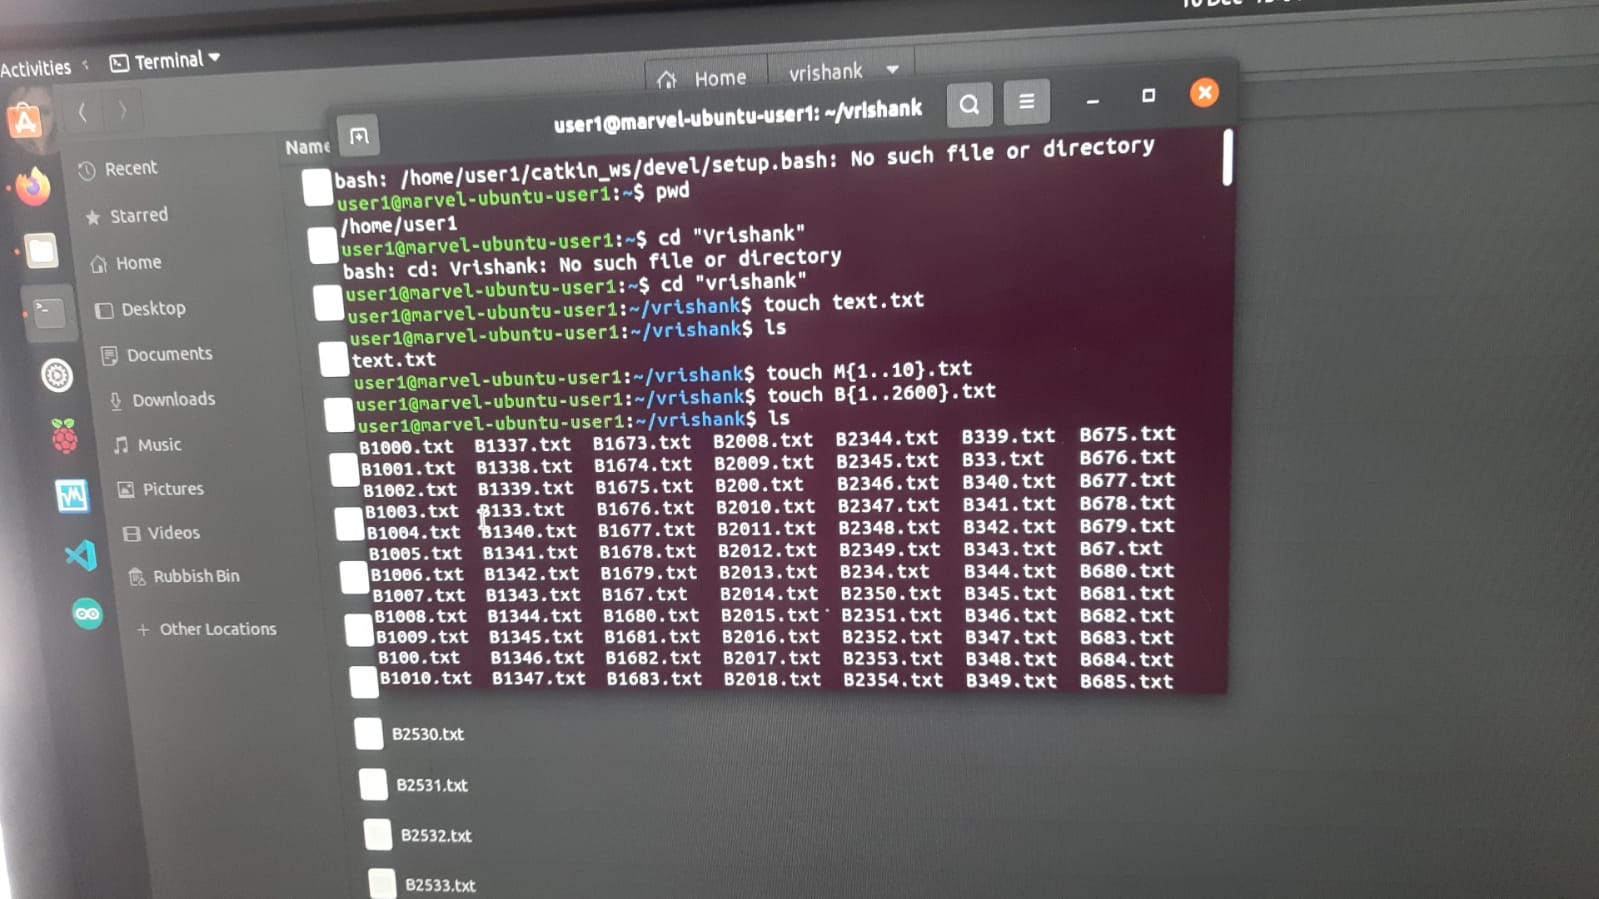 Activities
Terminal
Home
vrishank
user1@marvel-ubuntu-user1: ~/vrishank
Recent
Starred
Home
Desktop
Documents
Downloads
Music
Pictures
Videos
Rubbish Bin
+ Other Locations
Name
bash: /home/user1/catkin_ws/devel/setup.bash: No such file or directory
user1@marvel-ubuntu-user1:~$ pwd
/home/user1
user1@marvel-ubuntu-user1:~$ cd "Vrishank"
bash: cd: Vrishank: No such file or directory
user1@marvel-ubuntu-user1:~$ cd "vrishank"
user1@marvel-ubuntu-user1:~/vrishank$ touch text.txt
user1@marvel-ubuntu-user1:~/vrishank$ ls
text.txt
user1@marvel-ubuntu-user1:~/vrishank$ touch M{1..10}.txt
user1@marvel-ubuntu-user1:~/vrishank$ touch B{1..2600}.txt
user1@marvel-ubuntu-user1:~/vrishank$ ls
B1000.txt B1337.txt B1673.txt B2008.txt B2344.txt B339.txt B675.txt
B1001.txt B1338.txt B1674.txt B2009.txt B2345.txt B33.txt B676.txt
B1002.txt B1339.txt B1675.txt B200.txt B2346.txt B340.txt B677.txt
B1003.txt B133.txt B1676.txt B2010.txt B2347.txt B341.txt B678.txt
B1004.txt B1340.txt B1677.txt B2011.txt B2348.txt B342.txt B679.txt
B1005.txt B1341.txt B1678.txt B2012.txt B2349.txt B343.txt B67.txt
B1006.txt B1342.txt B1679.txt B2013.txt B234.txt B344.txt B680.txt
B1007.txt B1343.txt B167.txt B2014.txt B2350.txt B345.txt B681.txt
B1008.txt B1344.txt B1680.txt B2015.txt B2351.txt B346.txt B682.txt
B1009.txt B1345.txt B1681.txt B2016.txt B2352.txt B347.txt B683.txt
B100.txt B1346.txt B1682.txt B2017.txt B2353.txt B348.txt B684.txt
B1010.txt B1347.txt B1683.txt B2018.txt B2354.txt B349.txt B685.txt
B2530.txt
B2531.txt
B2532.txt
B2533.txt